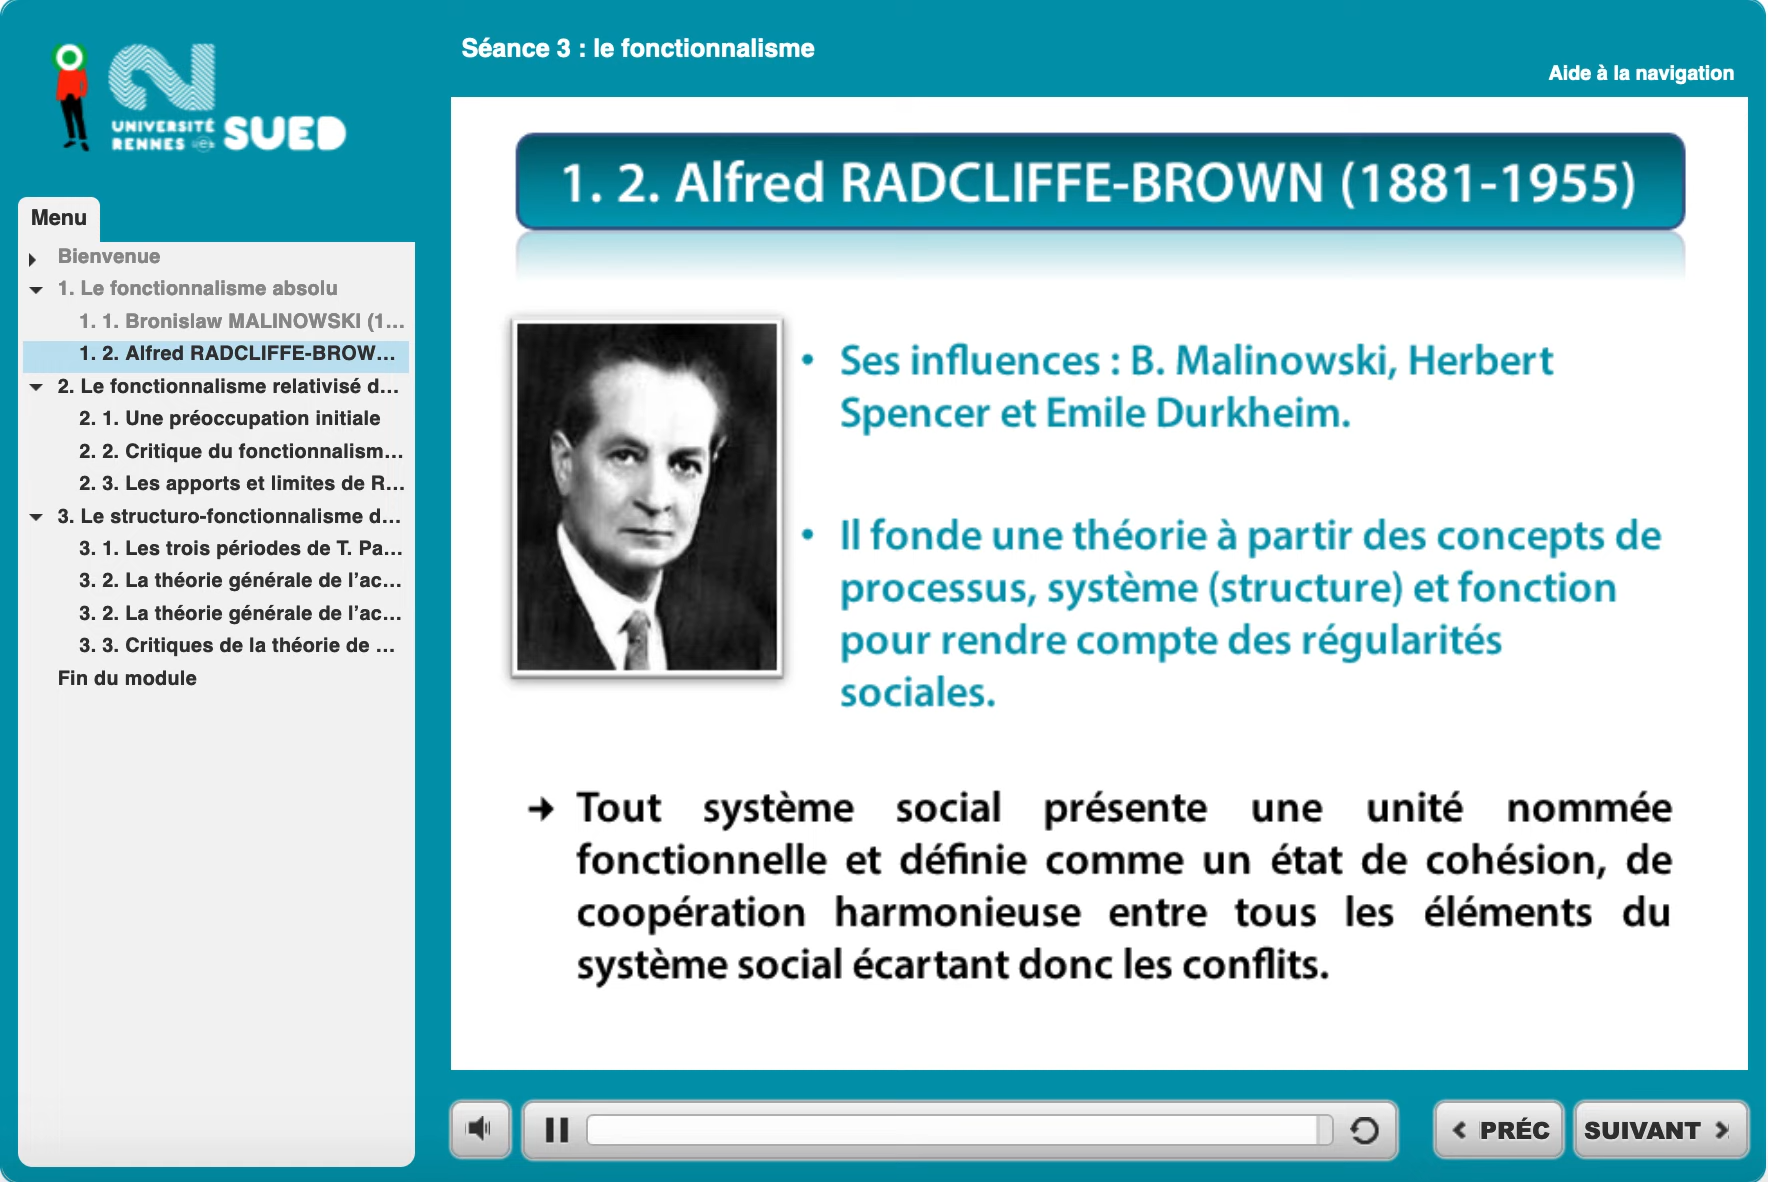 UNIVERSITÉ
RENNES
SUED
Séance 3 : le fonctionnalisme
Aide à la navigation
Menu
Bienvenue
1. Le fonctionnalisme absolu
1. 1. Bronislaw MALINOWSKI (1...
1. 2. Alfred RADCLIFFE-BROW...
2. Le fonctionnalisme relativisé d...
2. 1. Une préoccupation initiale
2. 2. Critique du fonctionnalism...
2. 3. Les apports et limites de R...
3. Le structuro-fonctionnalisme d...
3. 1. Les trois périodes de T. Pa...
3. 2. La théorie générale de l’ac...
3. 2. La théorie générale de l’ac...
3. 3. Critiques de la théorie de ...
Fin du module
1. 2. Alfred RADCLIFFE-BROWN (1881-1955)
• Ses influences : B. Malinowski, Herbert
Spencer et Emile Durkheim.
• Il fonde une théorie à partir des concepts de
processus, système (structure) et fonction
pour rendre compte des régularités
sociales.
➔ Tout système social présente une unité nommée
fonctionnelle et définie comme un état de cohésion, de
coopération harmonieuse entre tous les éléments du
système social écartant donc les conflits.
PRÉC
SUIVANT